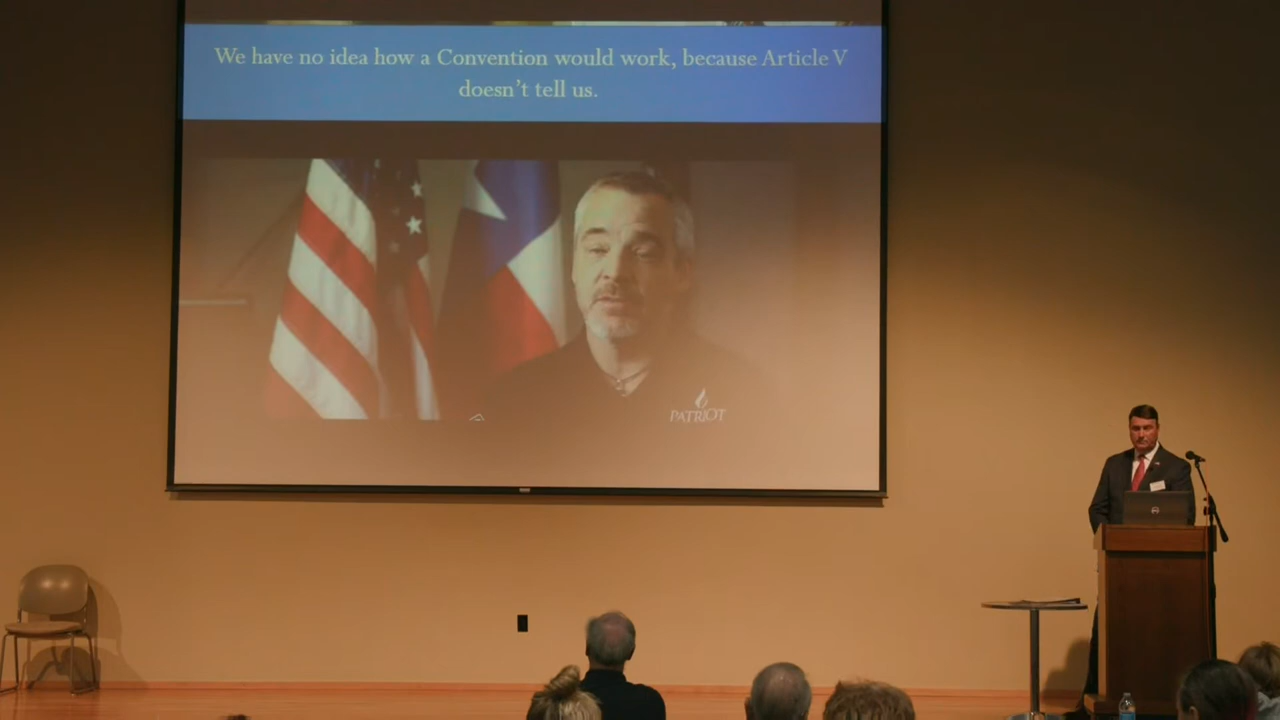 We have no idea how a Convention would work, because Article V
doesn't tell us.
PATRIOT